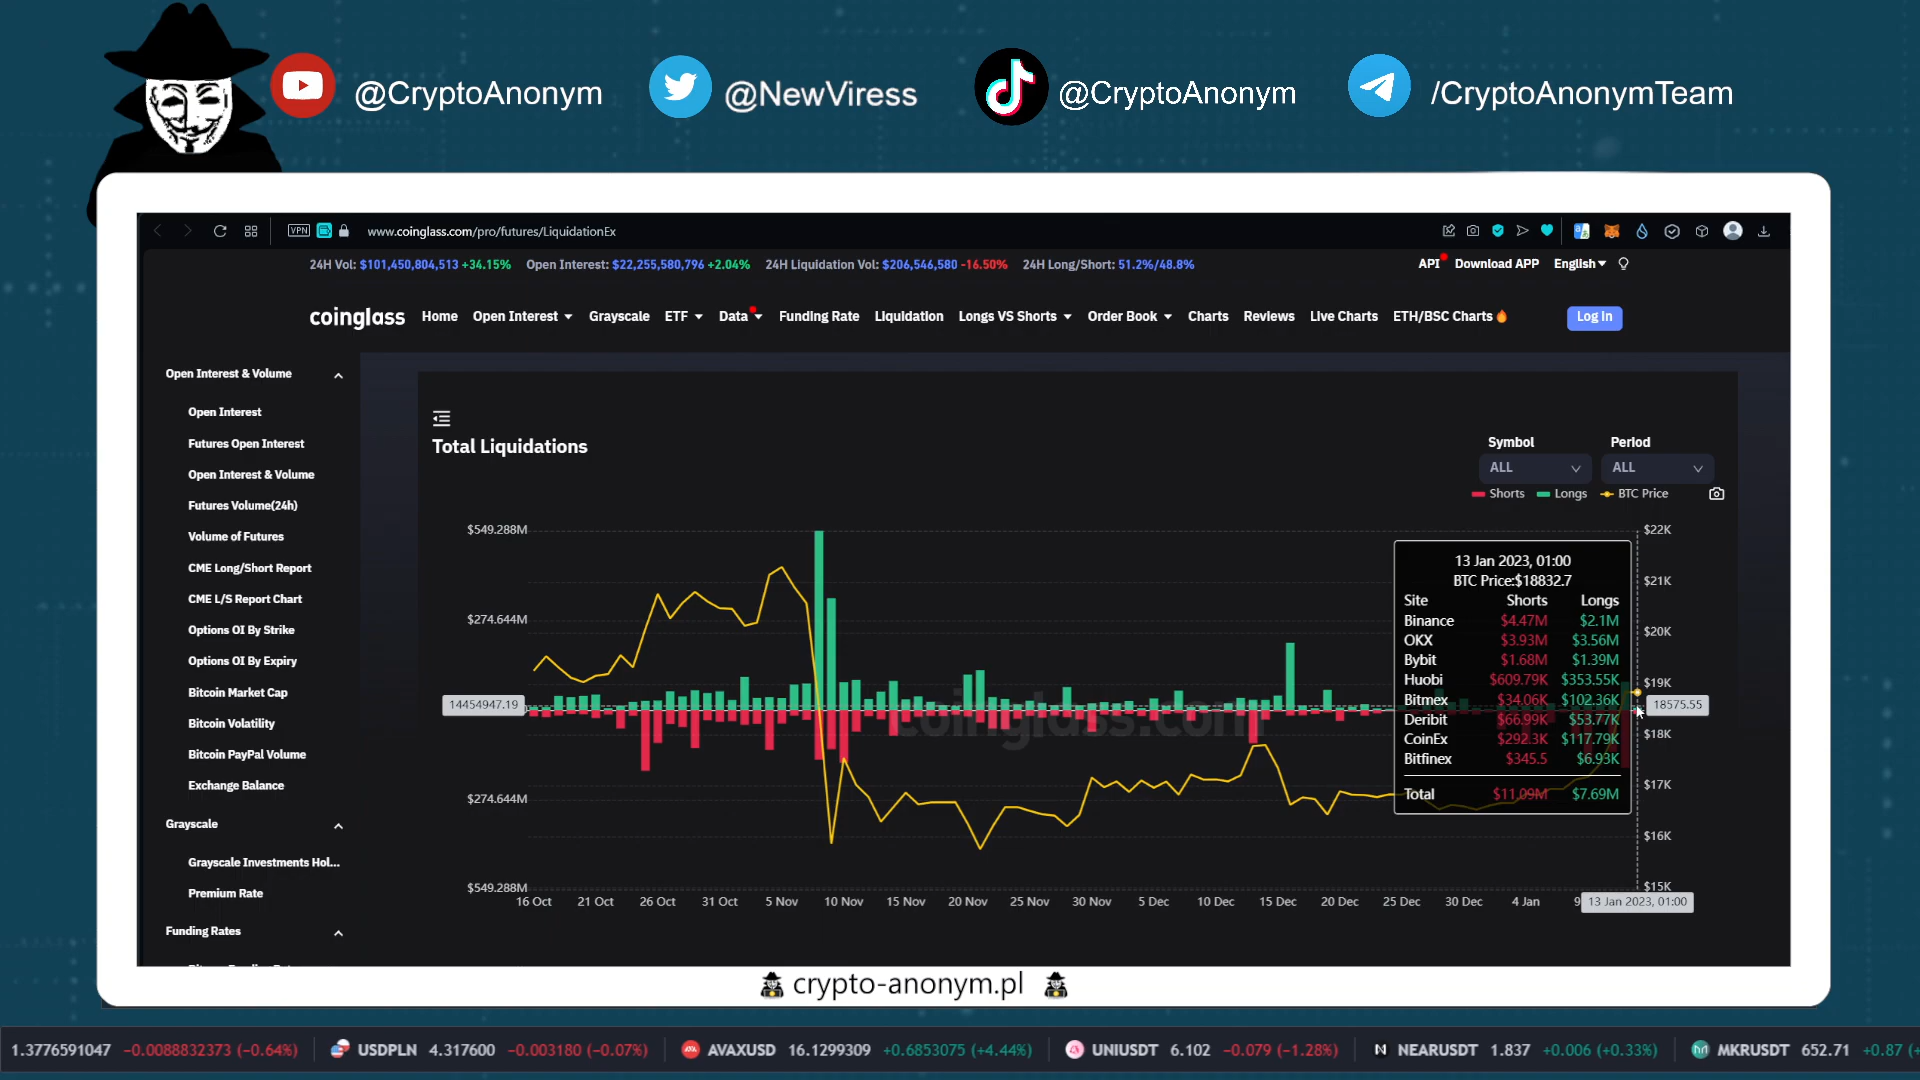 @CryptoAnonym @NewViress @CryptoAnonym /CryptoAnonymTeam
VPN www.coinglass.com/pro/futures/LiquidationEx
24H Vol: $101,450,804,513 +34.15% Open Interest: $22,255,580,796 +2.04% 24H Liquidation Vol: $206,546,580 -16.50% 24H Long/Short: 51.2%/48.8% API Download APP English
coinglass Home Open Interest Grayscale ETF Data Funding Rate Liquidation Longs VS Shorts Order Book Charts Reviews Live Charts ETH/BSC Charts Log In
Open Interest & Volume
Open Interest
Futures Open Interest
Open Interest & Volume
Futures Volume(24h)
Volume of Futures
CME Long/Short Report
CME L/S Report Chart
Options OI By Strike
Options OI By Expiry
Bitcoin Market Cap
Bitcoin Volatility
Bitcoin PayPal Volume
Exchange Balance
Grayscale
Grayscale Investments Hol...
Premium Rate
Funding Rates
Total Liquidations
Symbol Period
ALL ALL
Shorts Longs BTC Price
$549.288M
$274.644M
14454947.19
$274.644M
$549.288M
coinglass.com
13 Jan 2023, 01:00
BTC Price:$18832.7
Site Shorts Longs
Binance $4.47M $2.1M
OKX $3.93M $3.56M
Bybit $1.68M $1.39M
Huobi $609.79K $353.55K
Bitmex $34.06K $102.36K
Deribit $66.99K $53.77K
CoinEx $292.3K $117.79K
Bitfinex $345.5 $6.93K
Total $11.09M $7.69M
$22K
$21K
$20K
$19K
18575.55
$18K
$17K
$16K
$15K
16 Oct 21 Oct 26 Oct 31 Oct 5 Nov 10 Nov 15 Nov 20 Nov 25 Nov 30 Nov 5 Dec 10 Dec 15 Dec 20 Dec 25 Dec 30 Dec 4 Jan 9 13 Jan 2023, 01:00
crypto-anonym.pl
1.3776591047 −0.0088832373 (−0.64%) USDPLN 4.317600 −0.003180 (−0.07%) AVAXUSD 16.1299309 +0.6853075 (+4.44%) UNIUSDT 6.102 −0.079 (−1.28%) NEARUSDT 1.837 +0.006 (+0.33%) MKRUSDT 652.71 +0.87 (+